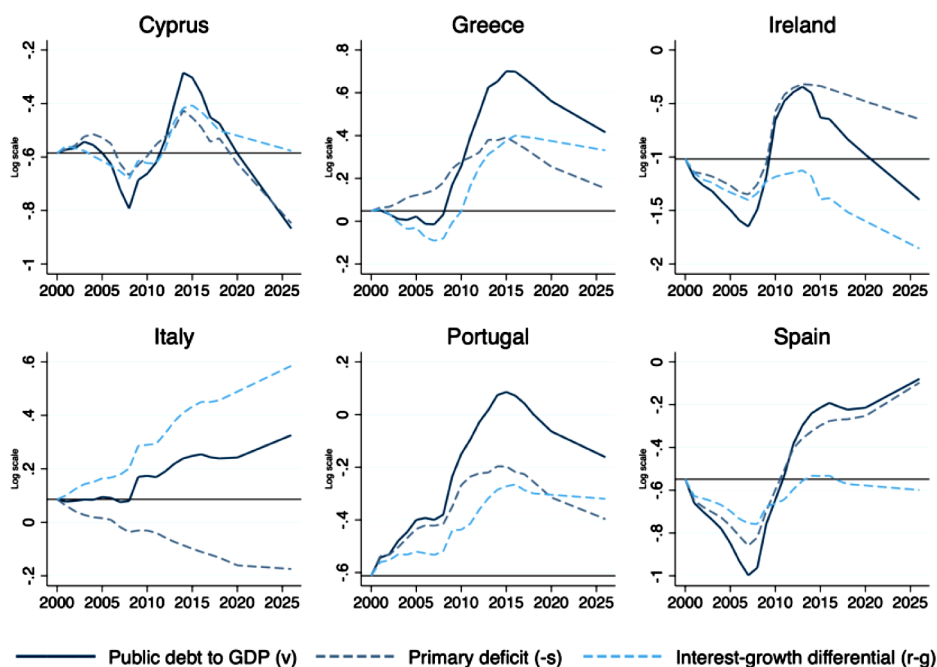 Cyprus
Greece
Ireland
Log scale
-.2
-.4
-.6
-.8
-1
2000 2005 2010 2015 2020 2025
Log scale
.8
.6
.4
.2
0
-.2
2000 2005 2010 2015 2020 2025
Log scale
0
-.5
-1.0
-1.5
-2
2000 2005 2010 2015 2020 2025
Italy
Portugal
Spain
Log scale
.6
.4
.2
0
-.2
2000 2005 2010 2015 2020 2025
Log scale
.2
0
-.2
-.4
-.6
2000 2005 2010 2015 2020 2025
Log scale
0
-.2
-.4
-.6
-.8
-1
2000 2005 2010 2015 2020 2025
Public debt to GDP (v)
Primary deficit (-s)
Interest-growth differential (r-g)